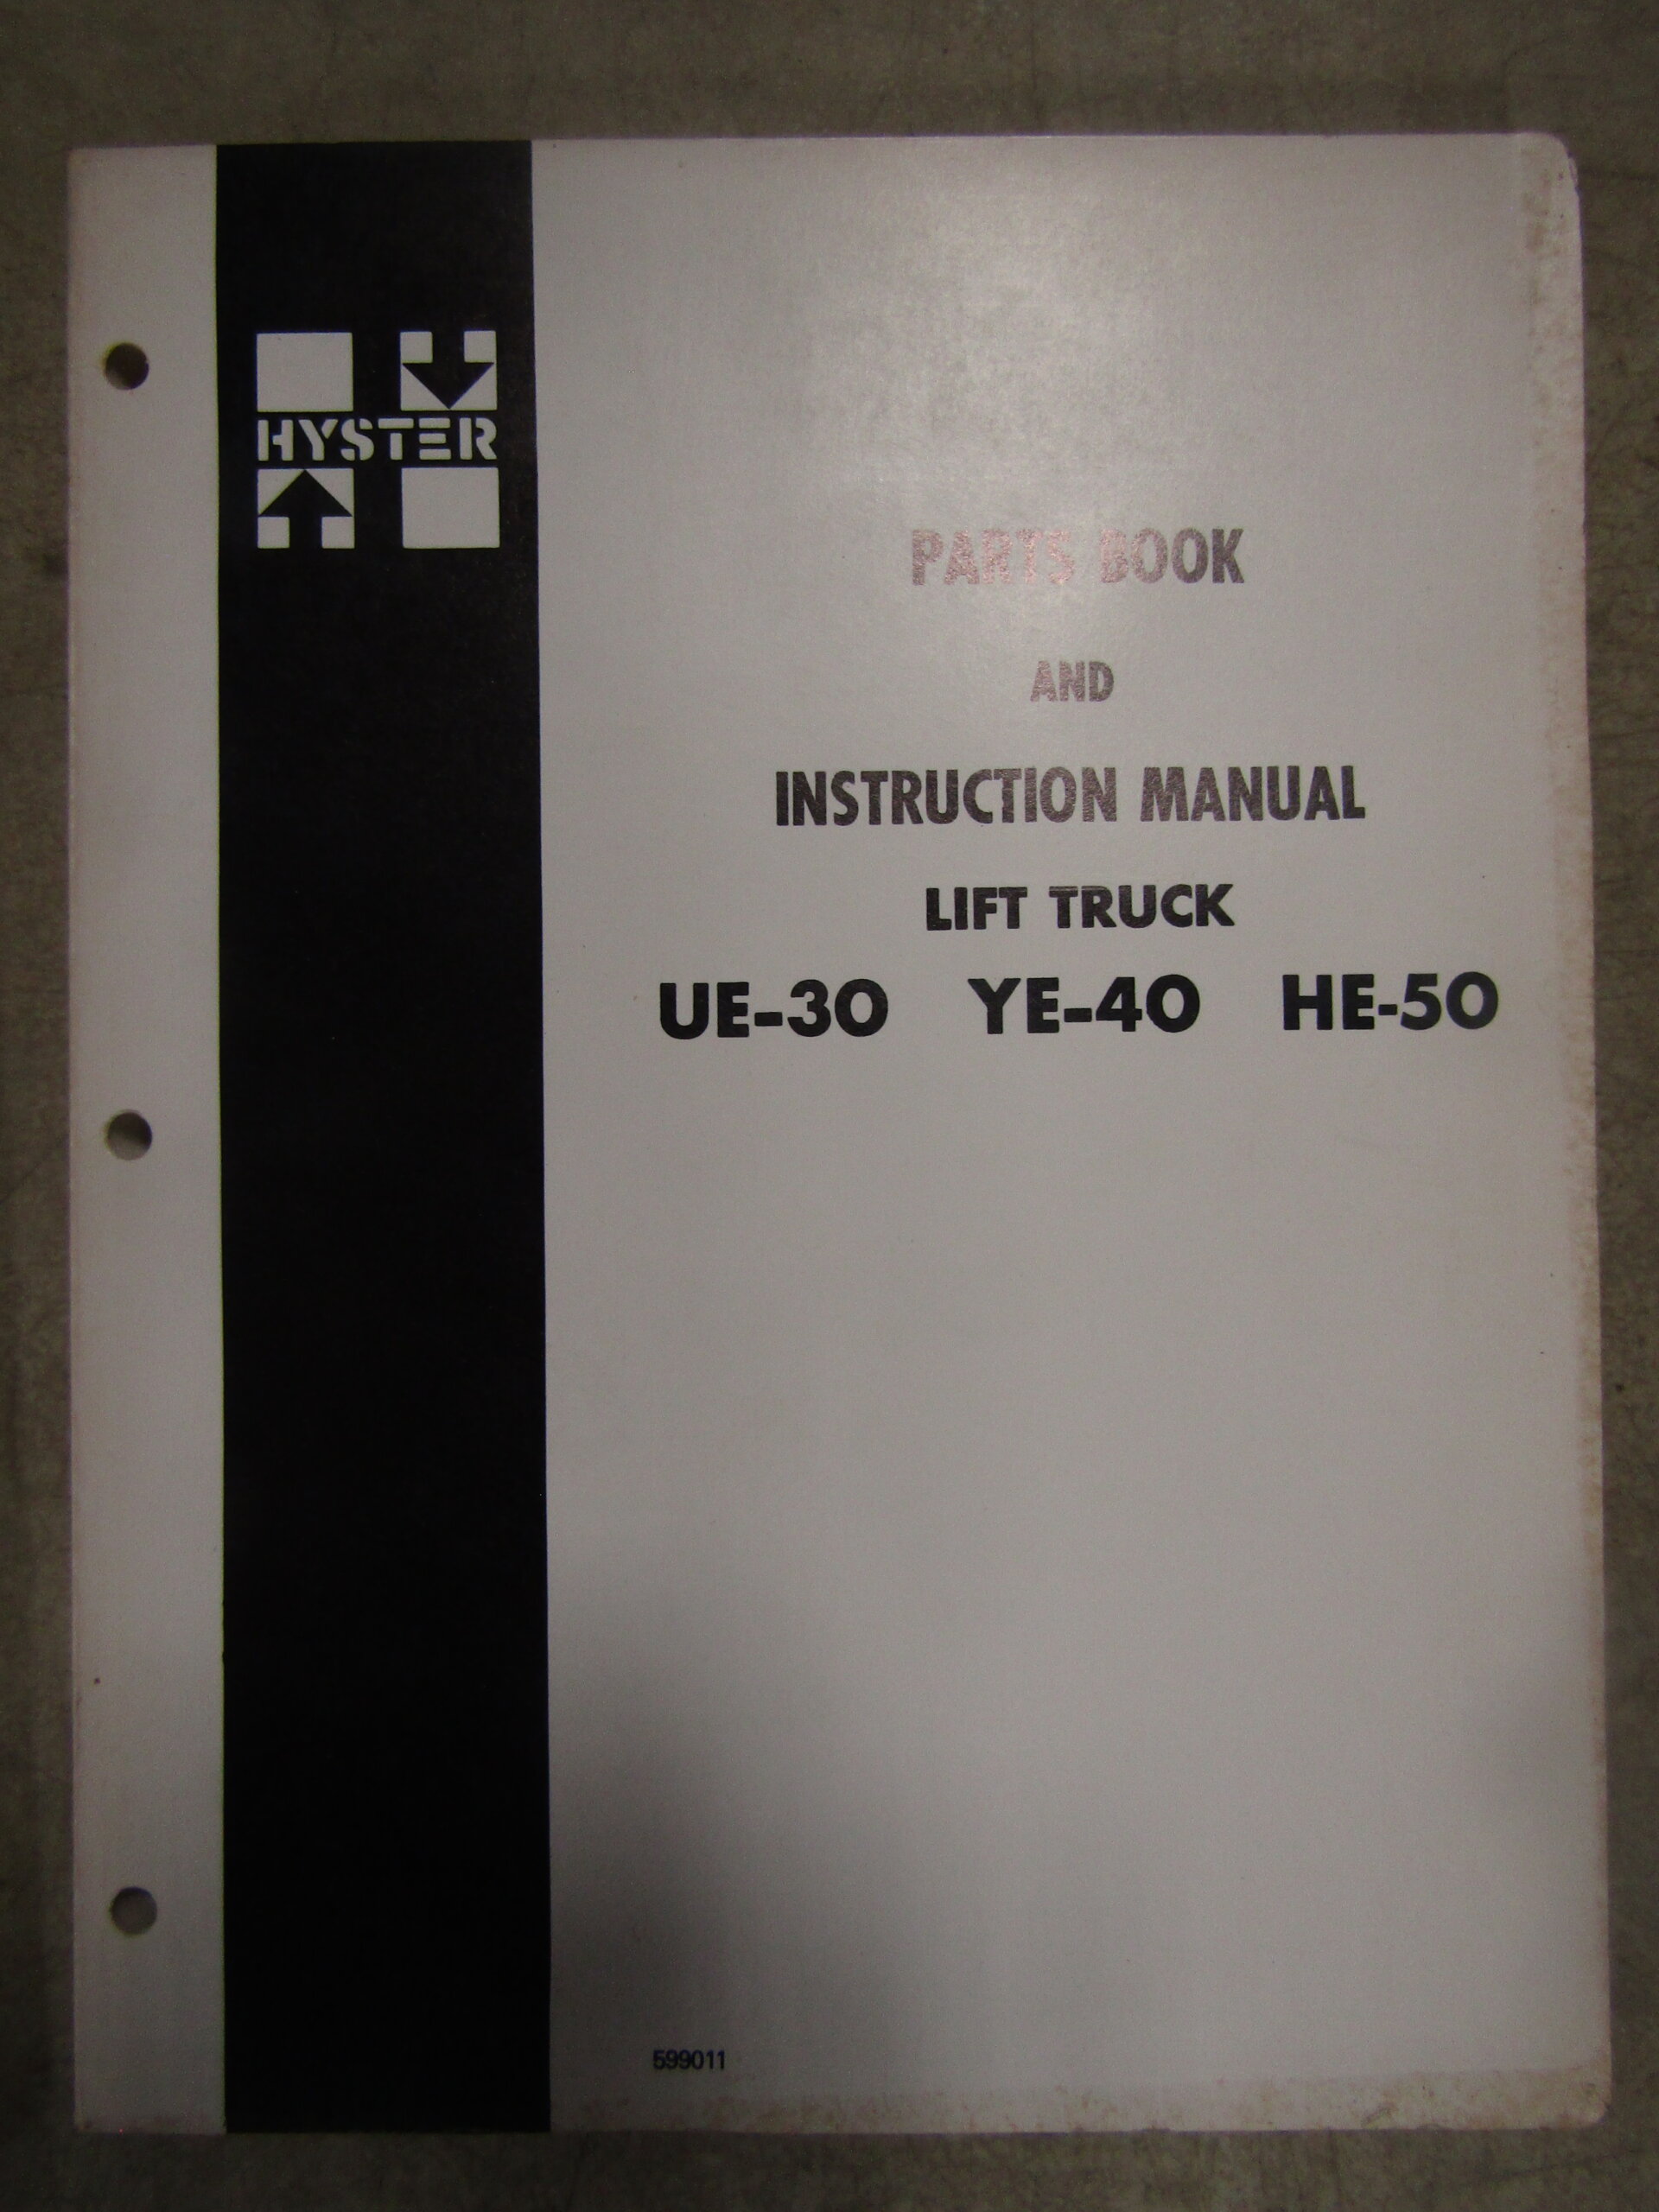 HYSTER
PARTS BOOK
AND
INSTRUCTION MANUAL
LIFT TRUCK
UE-30 YE-40 HE-50
599011